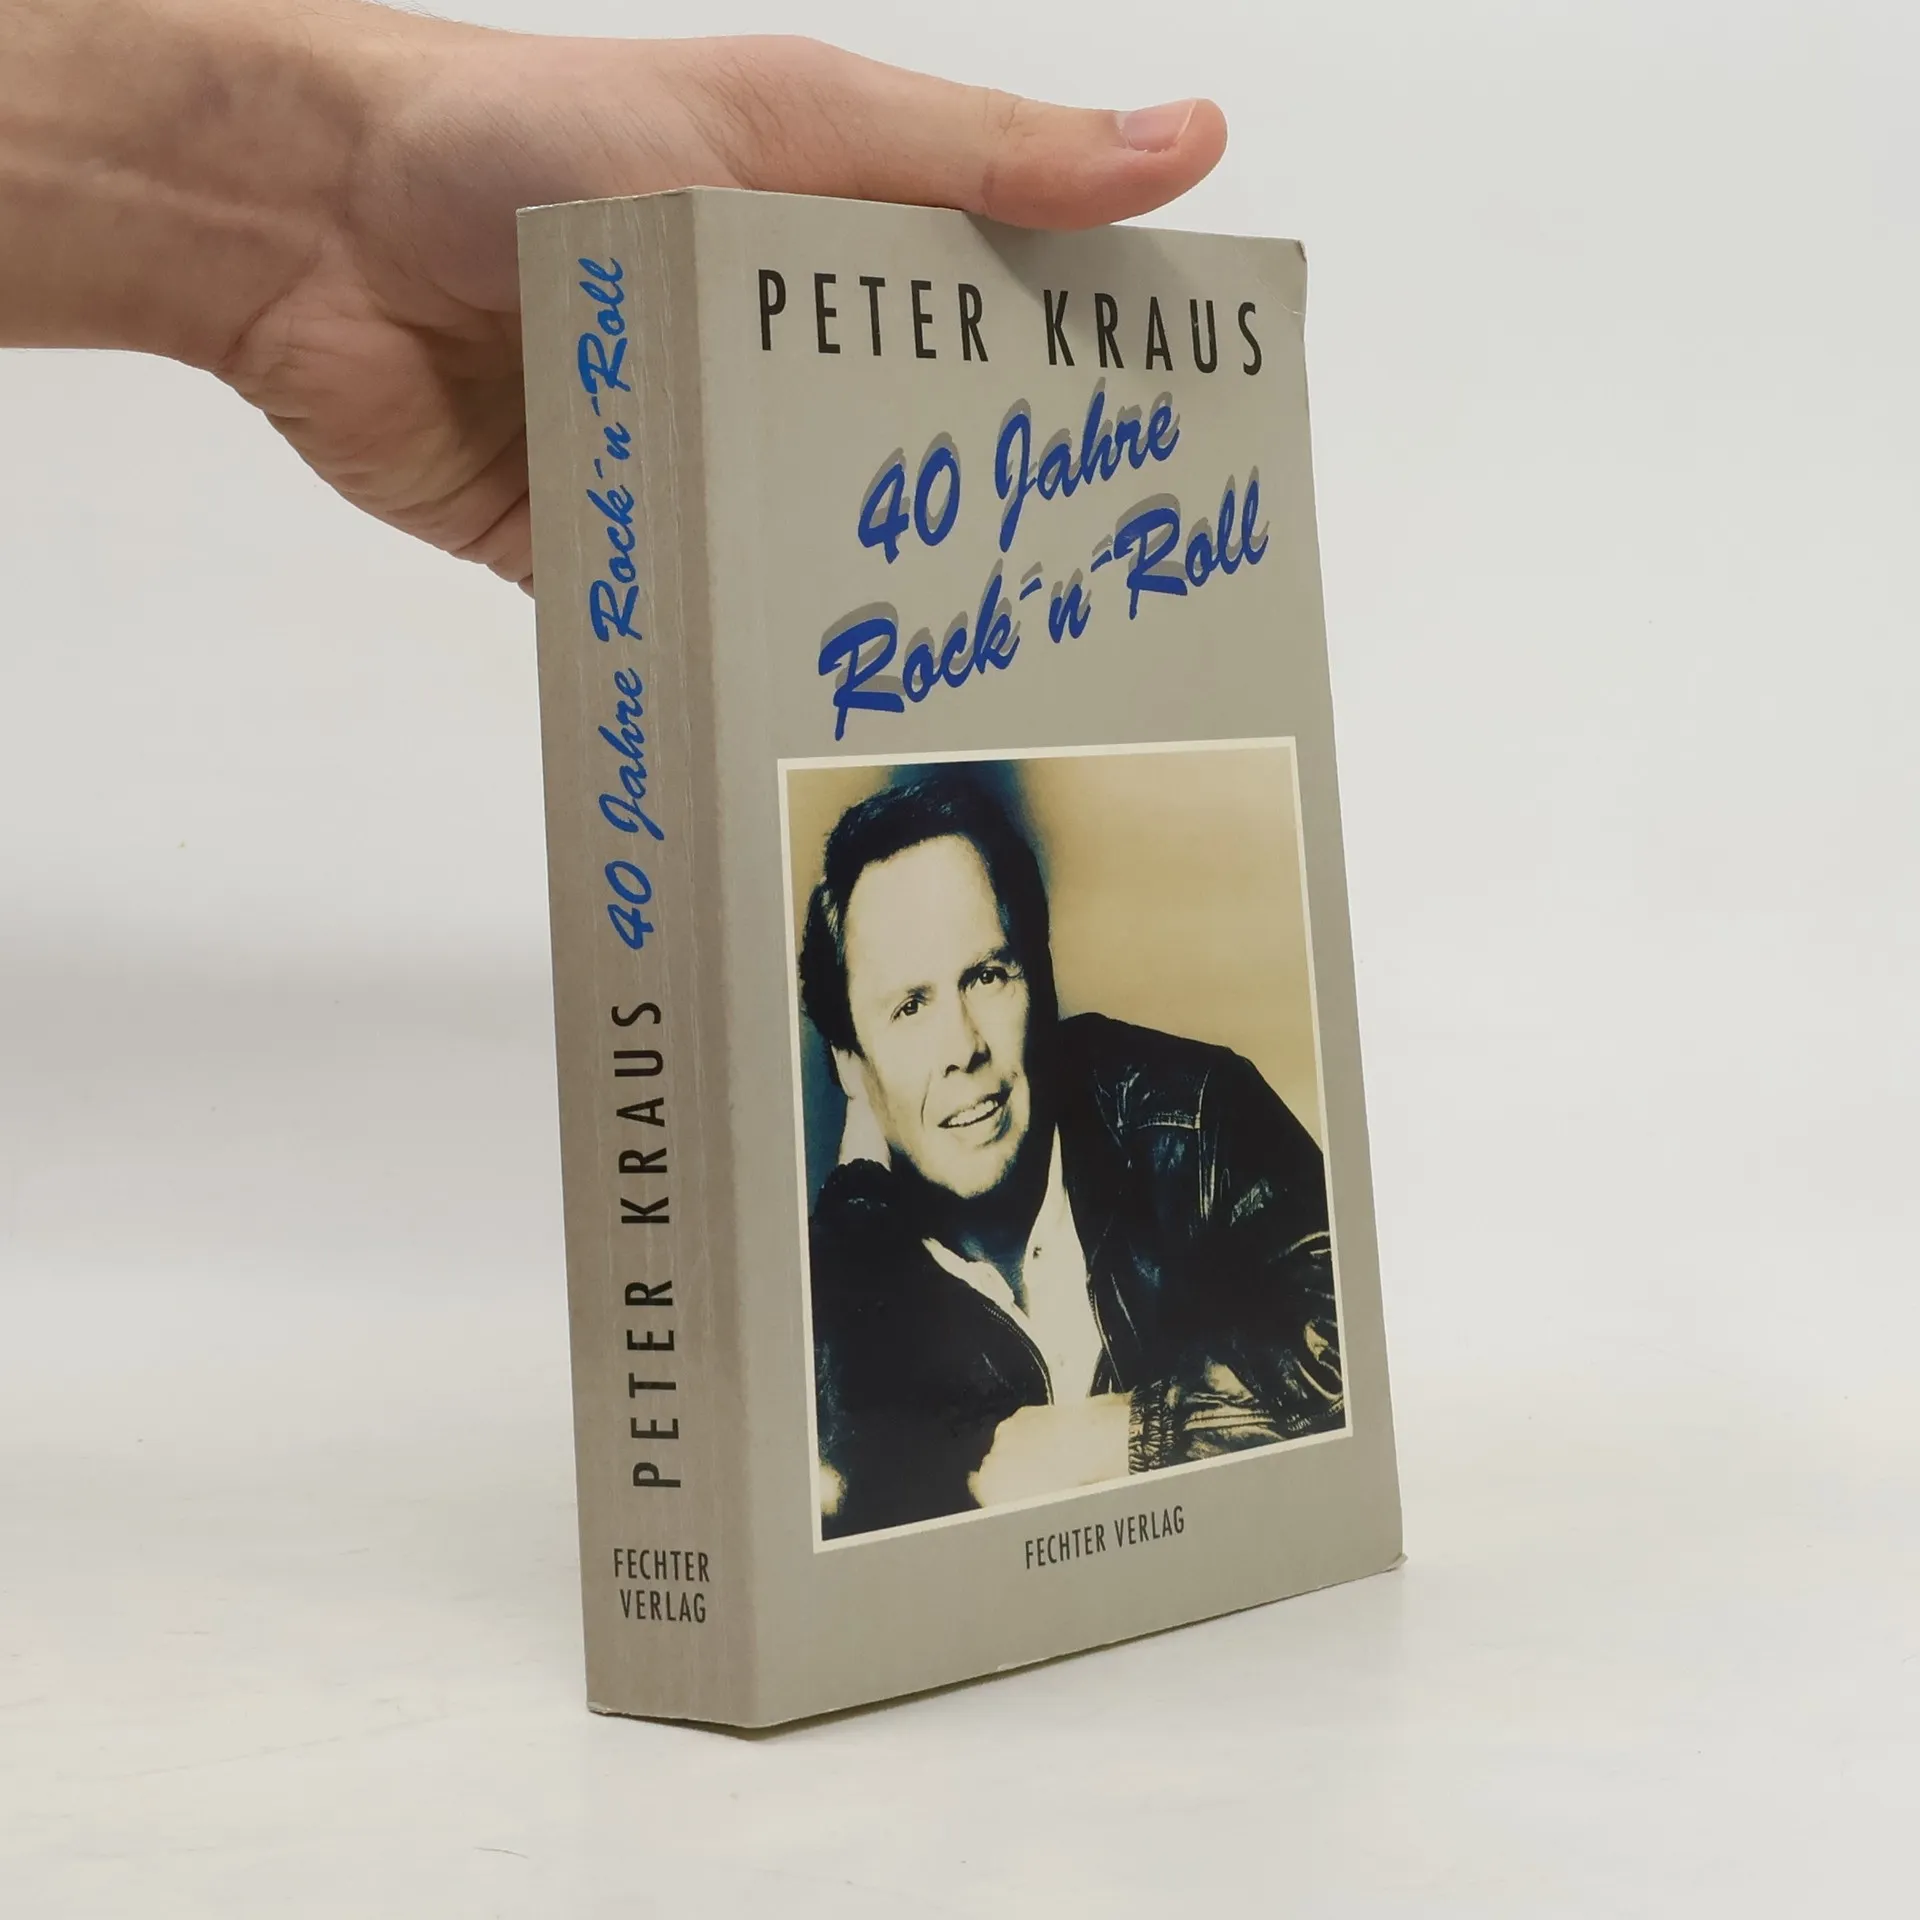 PETER KRAUS
40 Jahre
Rock´n´Roll
FECHTER VERLAG
PETER KRAUS 40 Jahre Rock´n´Roll
FECHTER
VERLAG